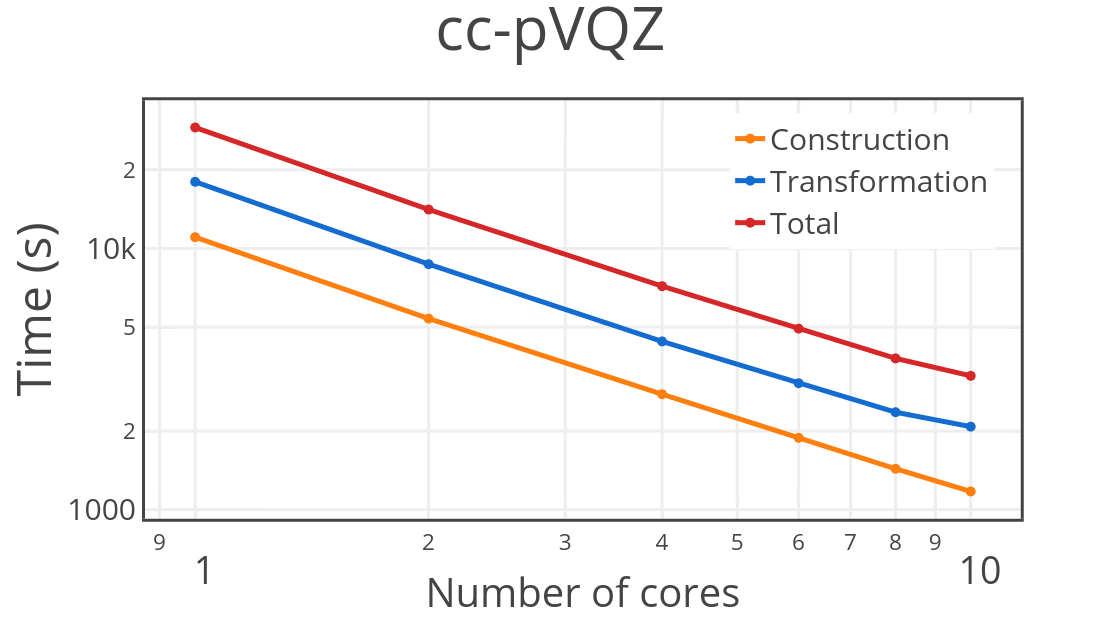 cc-pVQZ
Construction
Transformation
Total
Time (s)
2
10k
5
2
1000
9 2 3 4 5 6 7 8 9
1 10
Number of cores